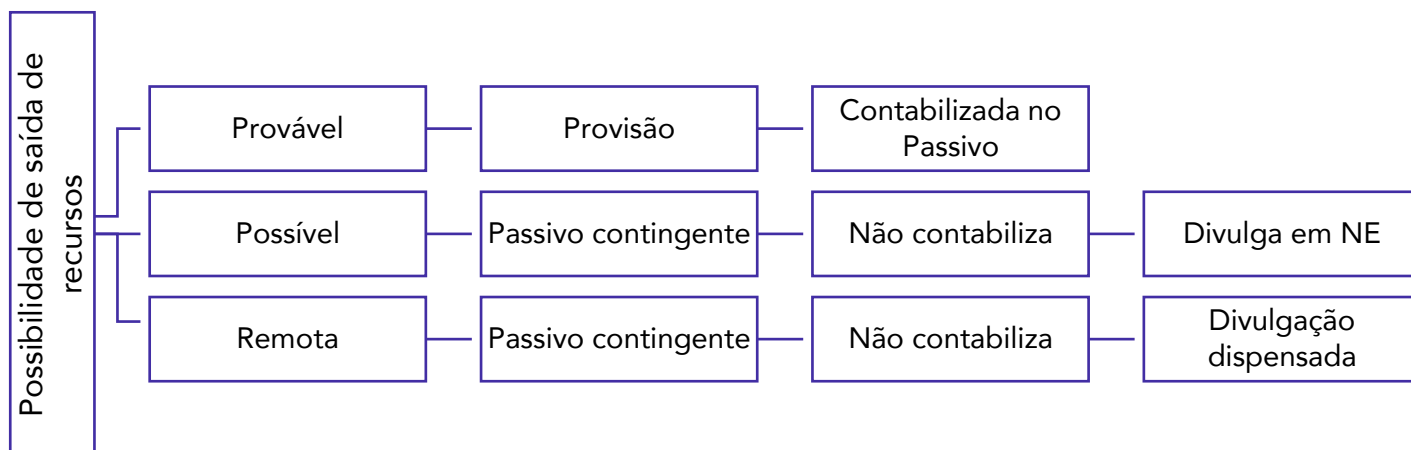 Possibilidade de saída de
recursos
Provável
Provisão
Contabilizada no
Passivo
Possível
Passivo contingente
Não contabiliza
Divulga em NE
Remota
Passivo contingente
Não contabiliza
Divulgação
dispensada